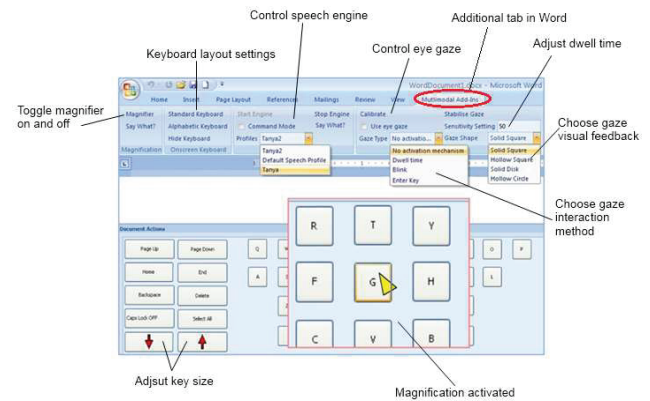 Control speech engine
Additional tab in Word
Keyboard layout settings
Control eye gaze
Adjust dwell time
WordDocument1.docx - Microsoft Word
Home Insert Page Layout References Mailings Review View Multimodal Add-Ins
Toggle magnifier
on and off
Magnifier Standard Keyboard Start Engine Stop Engine Calibrate Stabilise Gaze
Say What? Alphabetic Keyboard Command Mode Say What? Use eye gaze Sensitivity Setting 50
Hide Keyboard Profiles Tanya2 Gaze Type No activatio... Gaze Shape Solid Square
Magnification Onscreen Keyboard
Tanya2
Default Speech Profile
Tanya
No activation mechanism
Dwell time
Blink
Enter Key
Solid Square
Hollow Square
Solid Disk
Hollow Circle
Choose gaze
visual feedback
Choose gaze
interaction
method
Document Actions
Page Up Page Down Q R T Y O P
Home End A F G H L
Backspace Delete
Caps Lock OFF Select All C V B
Adjsut key size
Magnification activated